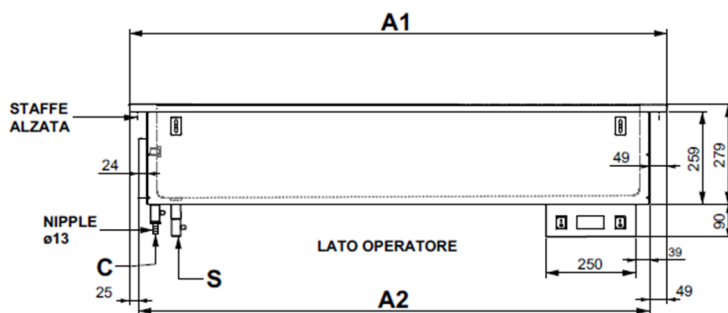 A1
STAFFE
ALZATA
24
49
259
279
NIPPLE
ø13
90
LATO OPERATORE
39
250
C
S
25
A2
49